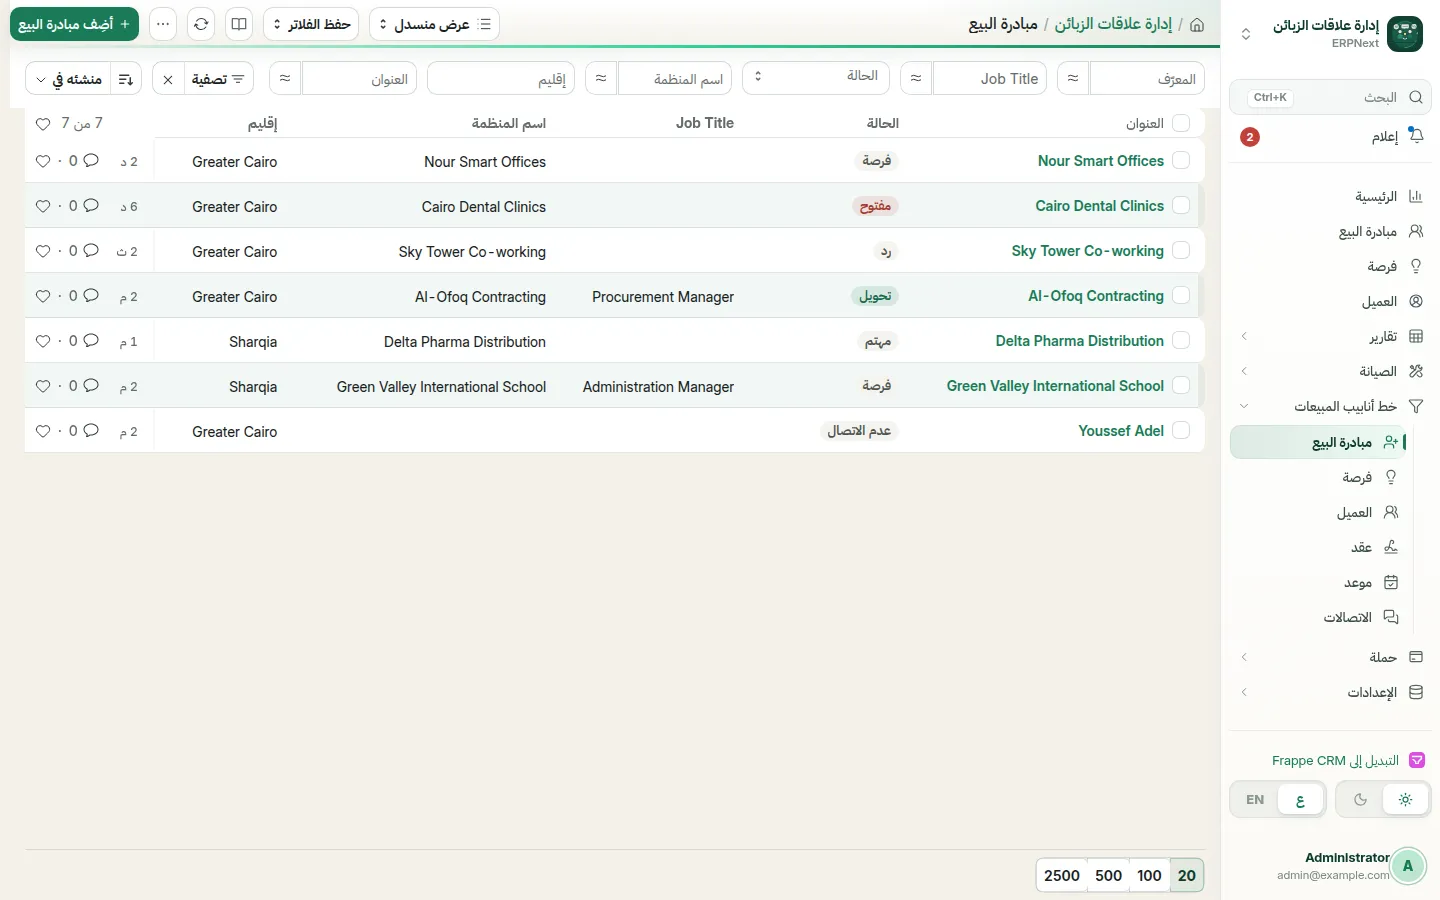 إدارة علاقات الزبائن
ERPNext
البحث
Ctrl+K
إعلام
2
الرئيسية
مبادرة البيع
فرصة
العميل
تقارير
الصيانة
خط أنابيب المبيعات
مبادرة البيع
فرصة
العميل
عقد
موعد
الاتصالات
حملة
الإعدادات
التبديل إلى Frappe CRM
ع EN
Administrator
admin@example.com
A
إدارة علاقات الزبائن / مبادرة البيع
عرض منسدل
حفظ الفلاتر
أضِف مبادرة البيع +
المعرّف
Job Title
الحالة
اسم المنظمة
إقليم
العنوان
تصفية
منشئه في
العنوان الحالة Job Title اسم المنظمة إقليم 7 من 7
Nour Smart Offices فرصة Nour Smart Offices Greater Cairo 2 د 0 ·
Cairo Dental Clinics مفتوح Cairo Dental Clinics Greater Cairo 6 د 0 ·
Sky Tower Co-working رد Sky Tower Co-working Greater Cairo 2 ث 0 ·
Al-Ofoq Contracting تحويل Procurement Manager Al-Ofoq Contracting Greater Cairo 2 م 0 ·
Delta Pharma Distribution مهتم Delta Pharma Distribution Sharqia 1 م 0 ·
Green Valley International School فرصة Administration Manager Green Valley International School Sharqia 2 م 0 ·
Youssef Adel عدم الاتصال Greater Cairo 2 م 0 ·
20 100 500 2500